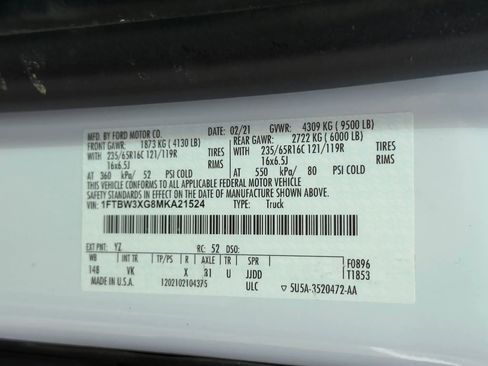 MFD. BY FORD MOTOR CO. DATE: 02/21 GVWR: 4309 KG ( 9500 LB)
FRONT GAWR: 1873 KG ( 4130 LB) REAR GAWR: 2722 KG ( 6000 LB)
WITH 235/65R16C 121/119R TIRES WITH 235/65R16C 121/119R TIRES
16x6.5J RIMS 16x6.5J RIMS
AT 360 kPa/ 52 PSI COLD AT 550 kPa/ 80 PSI COLD
THIS VEHICLE CONFORMS TO ALL APPLICABLE FEDERAL MOTOR VEHICLE
SAFETY STANDARDS IN EFFECT ON THE DATE OF MANUFACTURE SHOWN ABOVE.
VIN: 1FTBW3XG8MKA21524 TYPE: Truck
EXT PNT: YZ RC: 52 DSO:
WB INT TR TP/PS R AXLE TR SPR F0896
148 VK X 31 U JJDD T1853
MADE IN U.S.A. ULC ▽ 5U5A-3520472-AA